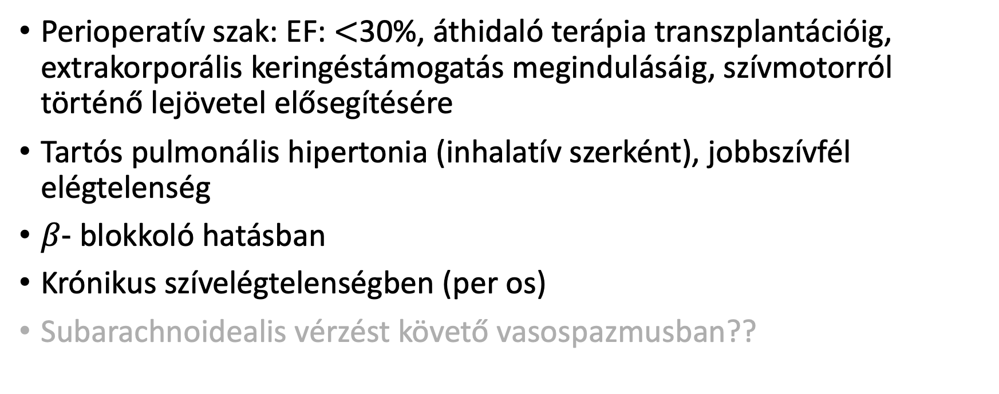 • Perioperatív szak: EF: <30%, áthidaló terápia transzplantációig,
extrakorporális keringéstámogatás megindulásáig, szívmotorról
történő lejövetel elősegítésére
• Tartós pulmonális hipertonia (inhalatív szerként), jobbszívfél
elégtelenség
• β- blokkoló hatásban
• Krónikus szívelégtelenségben (per os)
• Subarachnoidealis vérzést követő vasospazmusban??